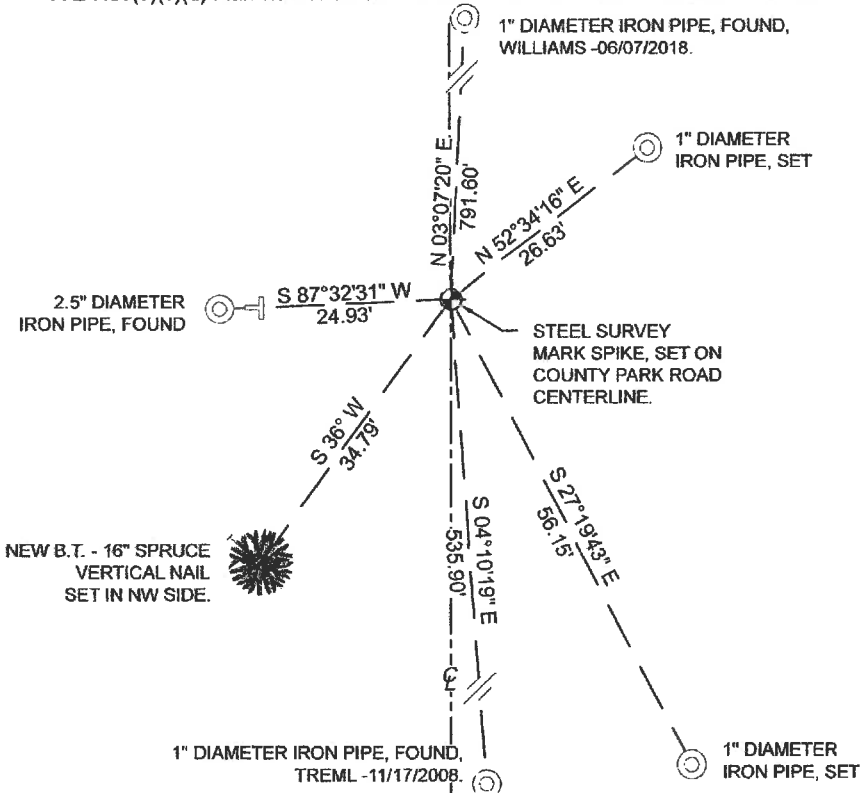 1" DIAMETER IRON PIPE, FOUND,
WILLIAMS -06/07/2018.
N 03°07'20" E
791.60'
1" DIAMETER
IRON PIPE, SET
N 52°34'16" E
26.63'
2.5" DIAMETER
IRON PIPE, FOUND
S 87°32'31" W
24.93'
STEEL SURVEY
MARK SPIKE, SET ON
COUNTY PARK ROAD
CENTERLINE.
S 36° W
34.79'
NEW B.T. - 16" SPRUCE
VERTICAL NAIL
SET IN NW SIDE.
S 04°10'19" E
535.90'
S 27°19'43" E
56.15'
℄
1" DIAMETER IRON PIPE, FOUND,
TREML -11/17/2008.
1" DIAMETER
IRON PIPE, SET